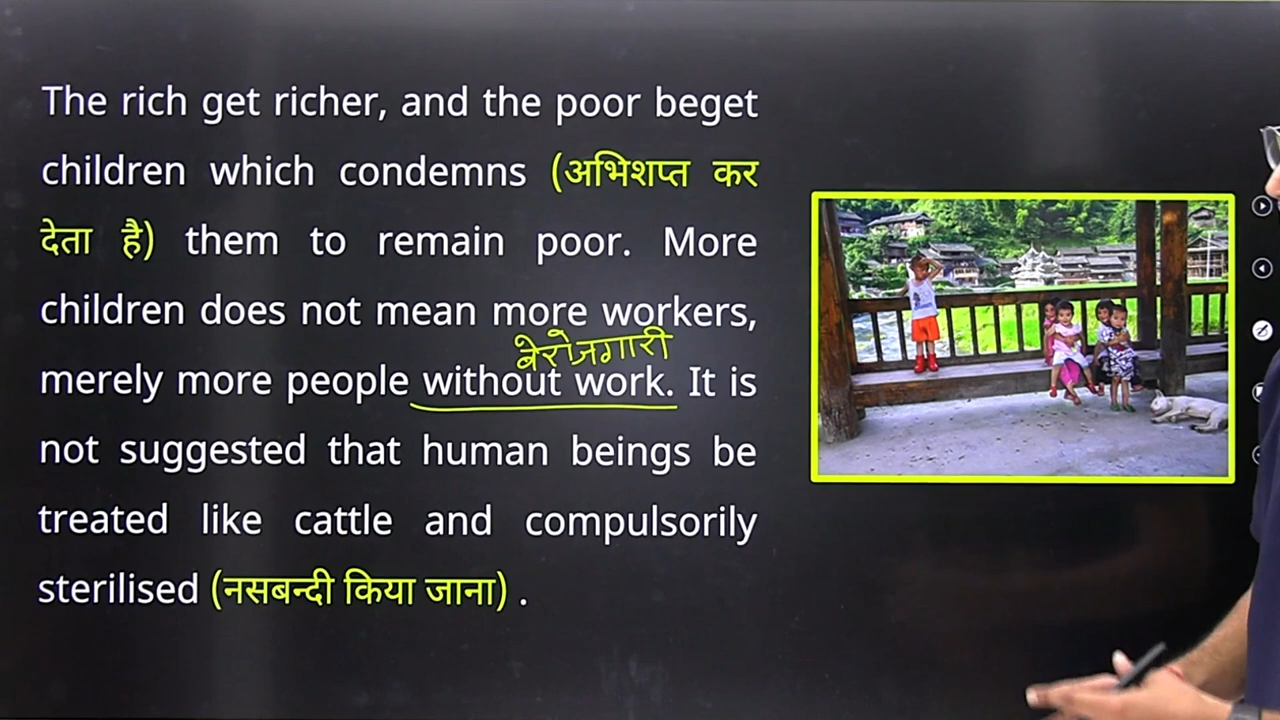 The rich get richer, and the poor beget
children which condemns (अभिशप्त कर
देता है) them to remain poor. More
children does not mean more workers,
बेरोजगारी
merely more people without work. It is
not suggested that human beings be
treated like cattle and compulsorily
sterilised (नसबन्दी किया जाना) .